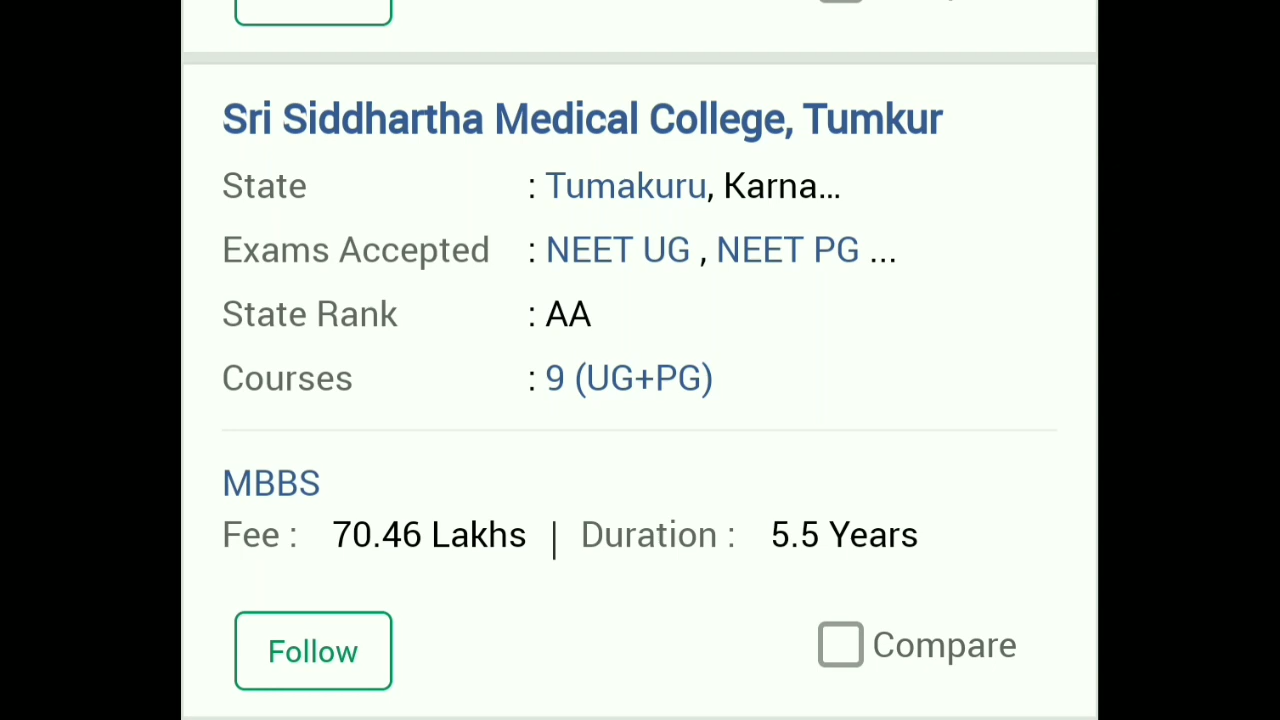 Sri Siddhartha Medical College, Tumkur
State : Tumakuru, Karna...
Exams Accepted : NEET UG , NEET PG ...
State Rank : AA
Courses : 9 (UG+PG)
MBBS
Fee : 70.46 Lakhs | Duration : 5.5 Years
Follow Compare